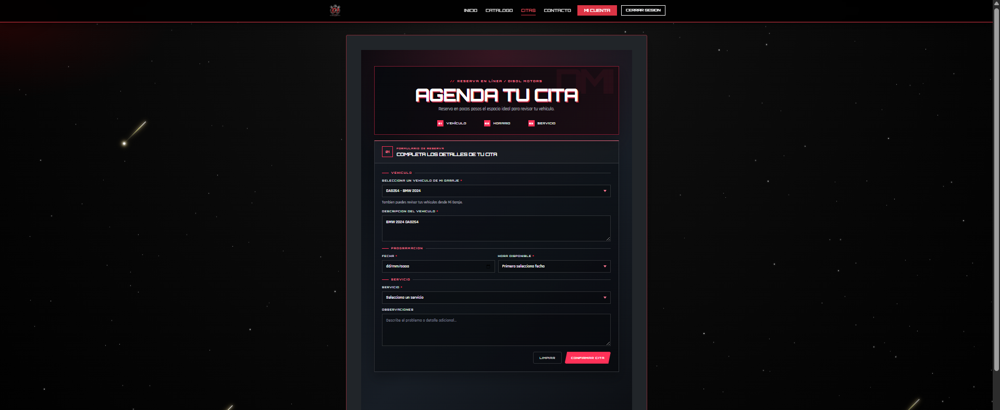 INICIO CATALOGO CITAS CONTACTO MI CUENTA CERRAR SESION
DM
// RESERVA EN LÍNEA / DISOL MOTORS
AGENDA TU CITA
Reserva en pocos pasos el espacio ideal para revisar tu vehículo.
01 VEHÍCULO 02 HORARIO 03 SERVICIO
01
FORMULARIO DE RESERVA
COMPLETA LOS DETALLES DE TU CITA
VEHICULO
SELECCIONA UN VEHICULO DE MI GARAJE *
DAS254 - BMW 2024
Tambien puedes revisar tus vehiculos desde Mi Garaje.
DESCRIPCION DEL VEHICULO *
BMW 2024 DAS254
PROGRAMACION
FECHA *
HORA DISPONIBLE *
dd/mm/aaaa
Primero selecciona fecha
SERVICIO
SERVICIO *
Selecciona un servicio
OBSERVACIONES
Describe el problema o detalle adicional...
LIMPIAR CONFIRMAR CITA